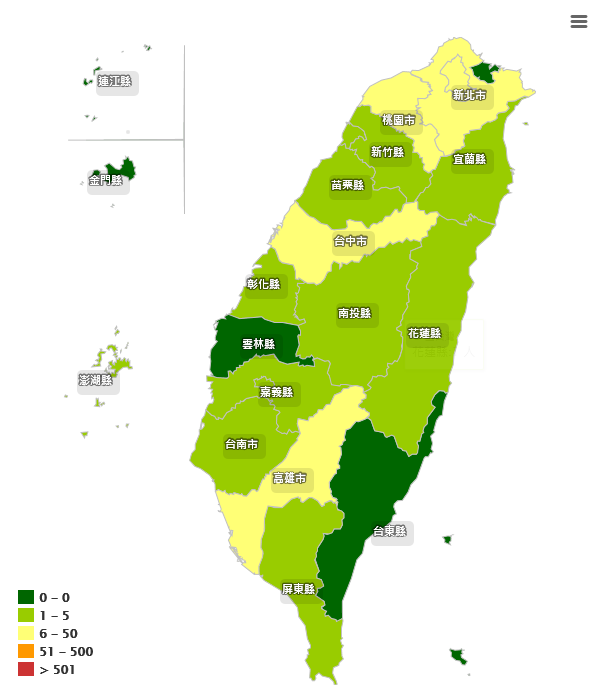 連江縣
新北市
桃園市
新竹縣
宜蘭縣
金門縣
苗栗縣
台中市
彰化縣
南投縣
花蓮縣
雲林縣
澎湖縣
嘉義縣
台南市
高雄市
台東縣
屏東縣
0 – 0
1 – 5
6 – 50
51 – 500
> 501